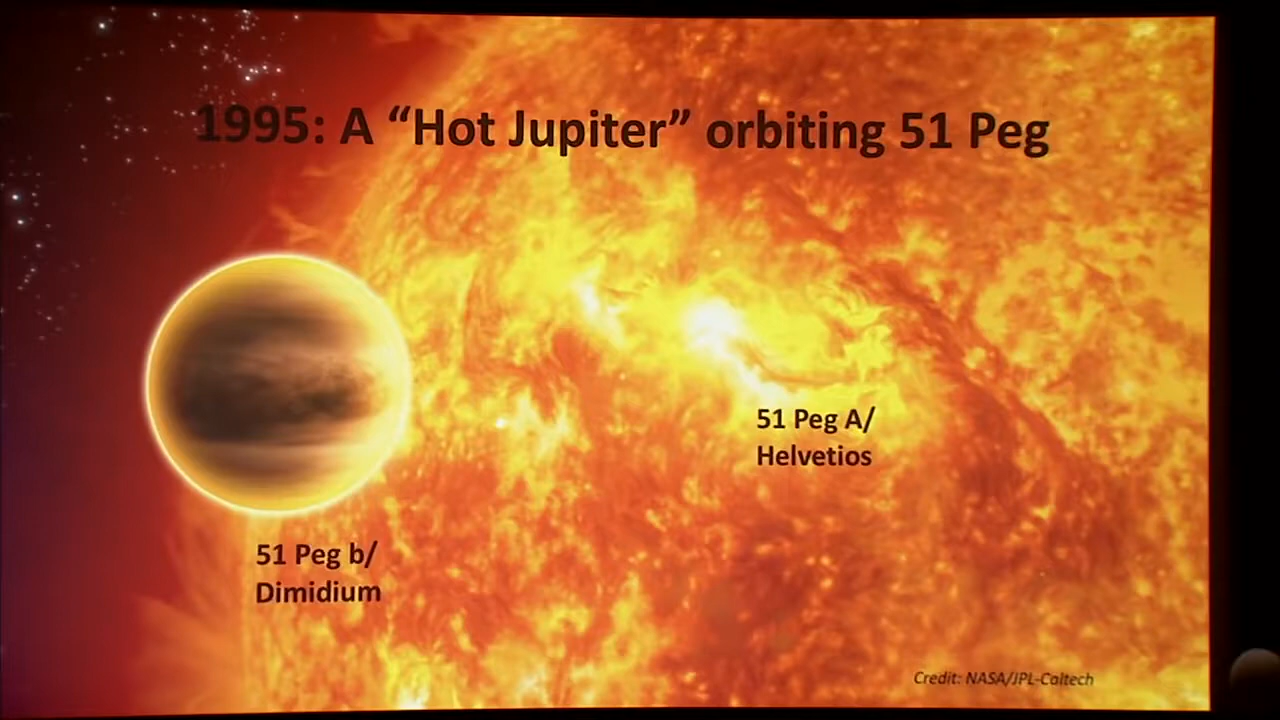 1995: A “Hot Jupiter” orbiting 51 Peg
51 Peg A/
Helvetios
51 Peg b/
Dimidium
Credit: NASA/JPL-Caltech